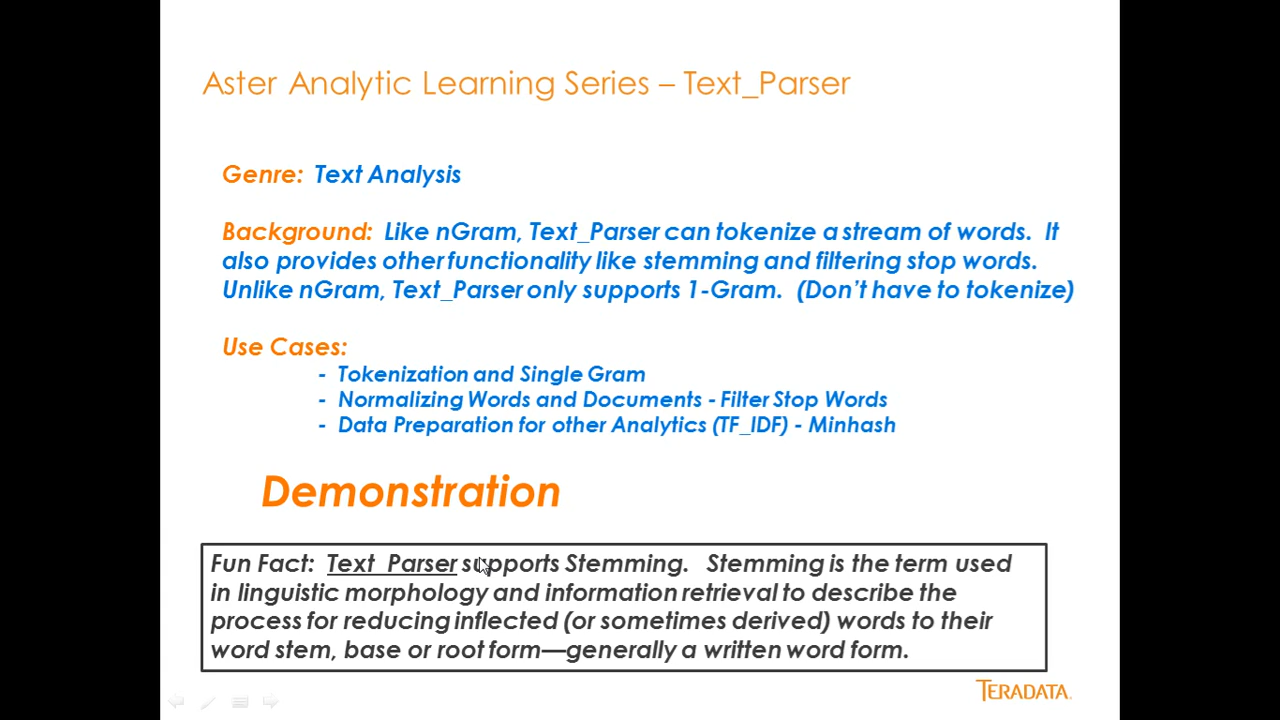 Aster Analytic Learning Series – Text_Parser
Genre: Text Analysis
Background: Like nGram, Text_Parser can tokenize a stream of words. It
also provides other functionality like stemming and filtering stop words.
Unlike nGram, Text_Parser only supports 1-Gram. (Don't have to tokenize)
Use Cases:
- Tokenization and Single Gram
- Normalizing Words and Documents - Filter Stop Words
- Data Preparation for other Analytics (TF_IDF) - Minhash
Demonstration
Fun Fact: Text_Parser supports Stemming. Stemming is the term used
in linguistic morphology and information retrieval to describe the
process for reducing inflected (or sometimes derived) words to their
word stem, base or root form—generally a written word form.
TERADATA.